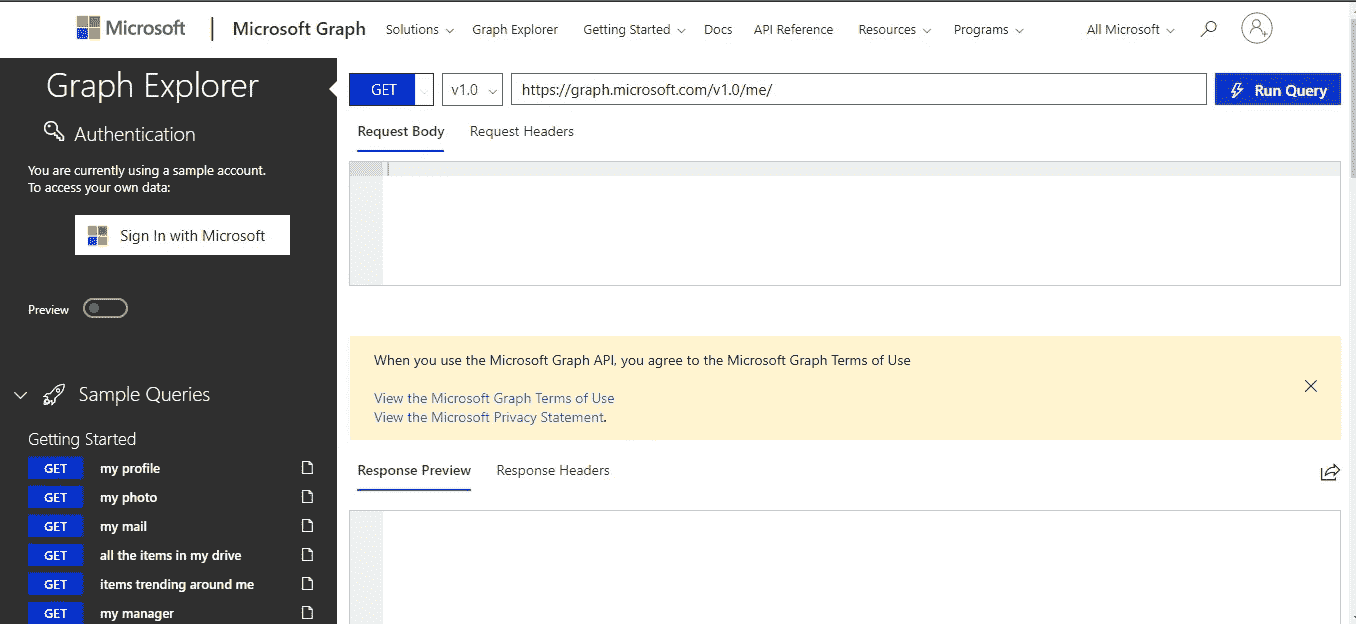 Microsoft | Microsoft Graph Solutions Graph Explorer Getting Started Docs API Reference Resources Programs All Microsoft
Graph Explorer
Authentication
You are currently using a sample account.
To access your own data:
Sign In with Microsoft
Preview
Sample Queries
Getting Started
GET my profile
GET my photo
GET my mail
GET all the items in my drive
GET items trending around me
GET my manager
GET v1.0 https://graph.microsoft.com/v1.0/me/ Run Query
Request Body Request Headers
When you use the Microsoft Graph API, you agree to the Microsoft Graph Terms of Use
View the Microsoft Graph Terms of Use
View the Microsoft Privacy Statement.
Response Preview Response Headers